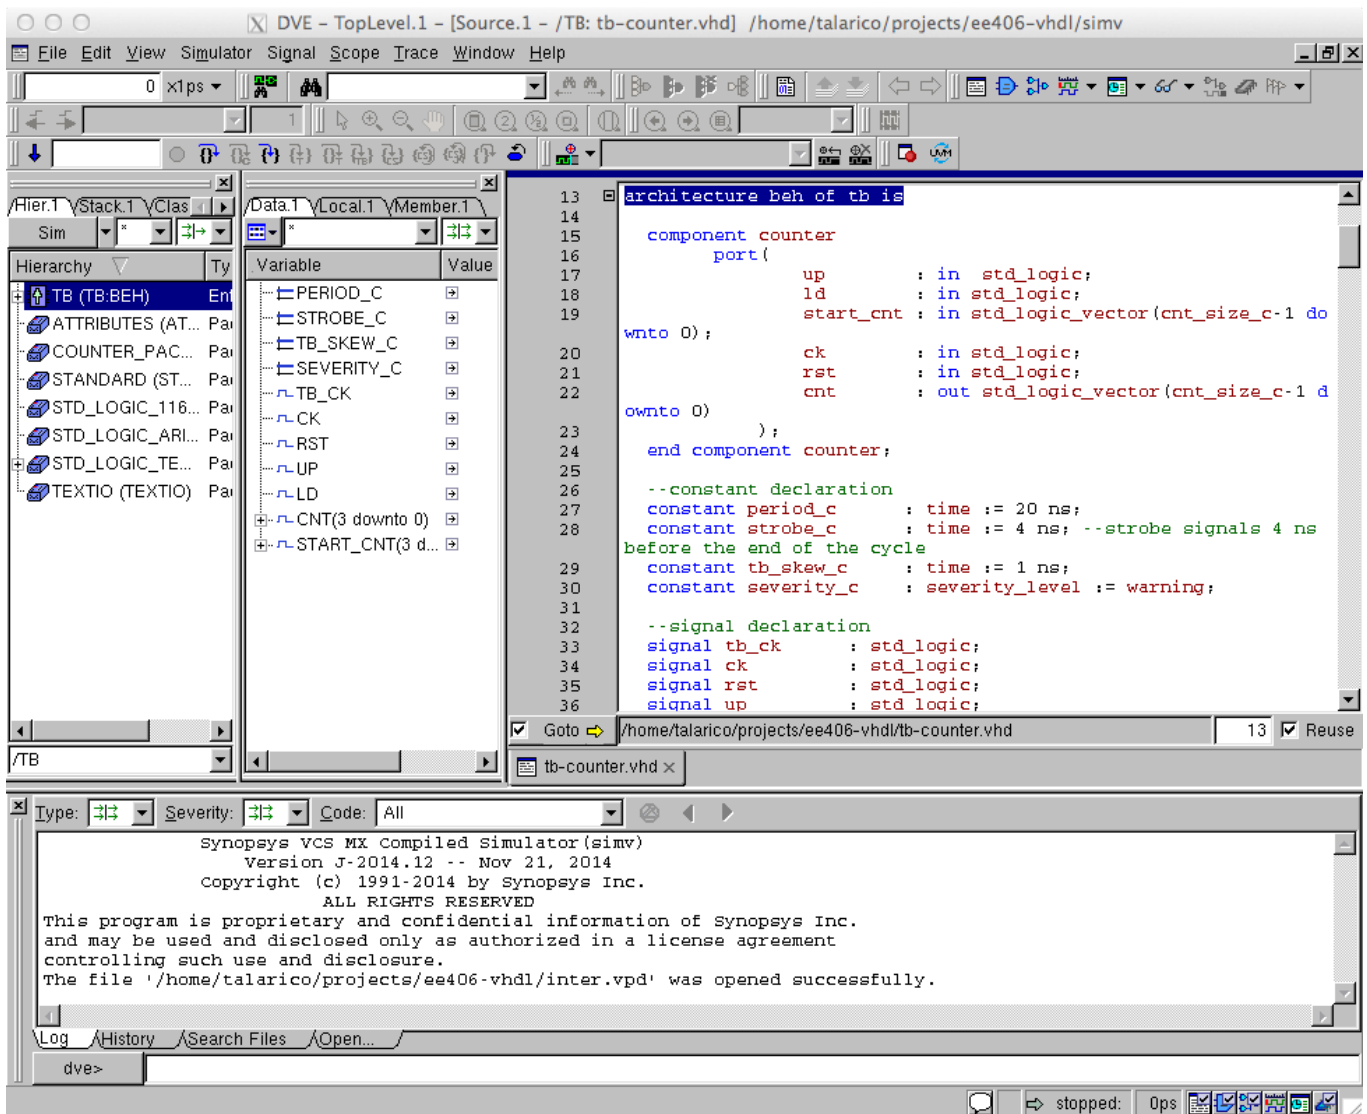 DVE – TopLevel.1 – [Source.1 – /TB: tb–counter.vhd]  /home/talarico/projects/ee406–vhdl/simv
File Edit View Simulator Signal Scope Trace Window Help
0 x1ps
1
Hier.1 Stack.1 Clas
Sim *
Hierarchy Ty
TB (TB:BEH) Ent
ATTRIBUTES (AT... Pac
COUNTER_PAC... Pac
STANDARD (ST... Pac
STD_LOGIC_116... Pac
STD_LOGIC_ARI... Pac
STD_LOGIC_TE... Pac
TEXTIO (TEXTIO) Pac
/TB
Data.1 Local.1 Member.1
*
Variable Value
PERIOD_C
STROBE_C
TB_SKEW_C
SEVERITY_C
TB_CK
CK
RST
UP
LD
CNT(3 downto 0)
START_CNT(3 d...
13 architecture beh of tb is
14
15 component counter
16 port(
17 up : in  std_logic;
18 ld : in std_logic;
19 start_cnt : in std_logic_vector(cnt_size_c-1 do
wnto 0);
20 ck : in std_logic;
21 rst : in std_logic;
22 cnt : out std_logic_vector(cnt_size_c-1 d
ownto 0)
23 );
24 end component counter;
25
26 --constant declaration
27 constant period_c : time := 20 ns;
28 constant strobe_c : time := 4 ns; --strobe signals 4 ns
before the end of the cycle
29 constant tb_skew_c : time := 1 ns;
30 constant severity_c : severity_level := warning;
31
32 --signal declaration
33 signal tb_ck : std_logic;
34 signal ck : std_logic;
35 signal rst : std_logic;
36 signal up : std_logic;
Goto /home/talarico/projects/ee406-vhdl/tb-counter.vhd 13 Reuse
tb-counter.vhd
Type: Severity: Code: All
Synopsys VCS MX Compiled Simulator(simv)
Version J-2014.12 -- Nov 21, 2014
Copyright (c) 1991-2014 by Synopsys Inc.
ALL RIGHTS RESERVED
This program is proprietary and confidential information of Synopsys Inc.
and may be used and disclosed only as authorized in a license agreement
controlling such use and disclosure.
The file '/home/talarico/projects/ee406-vhdl/inter.vpd' was opened successfully.
Log History Search Files Open...
dve>
stopped: 0ps